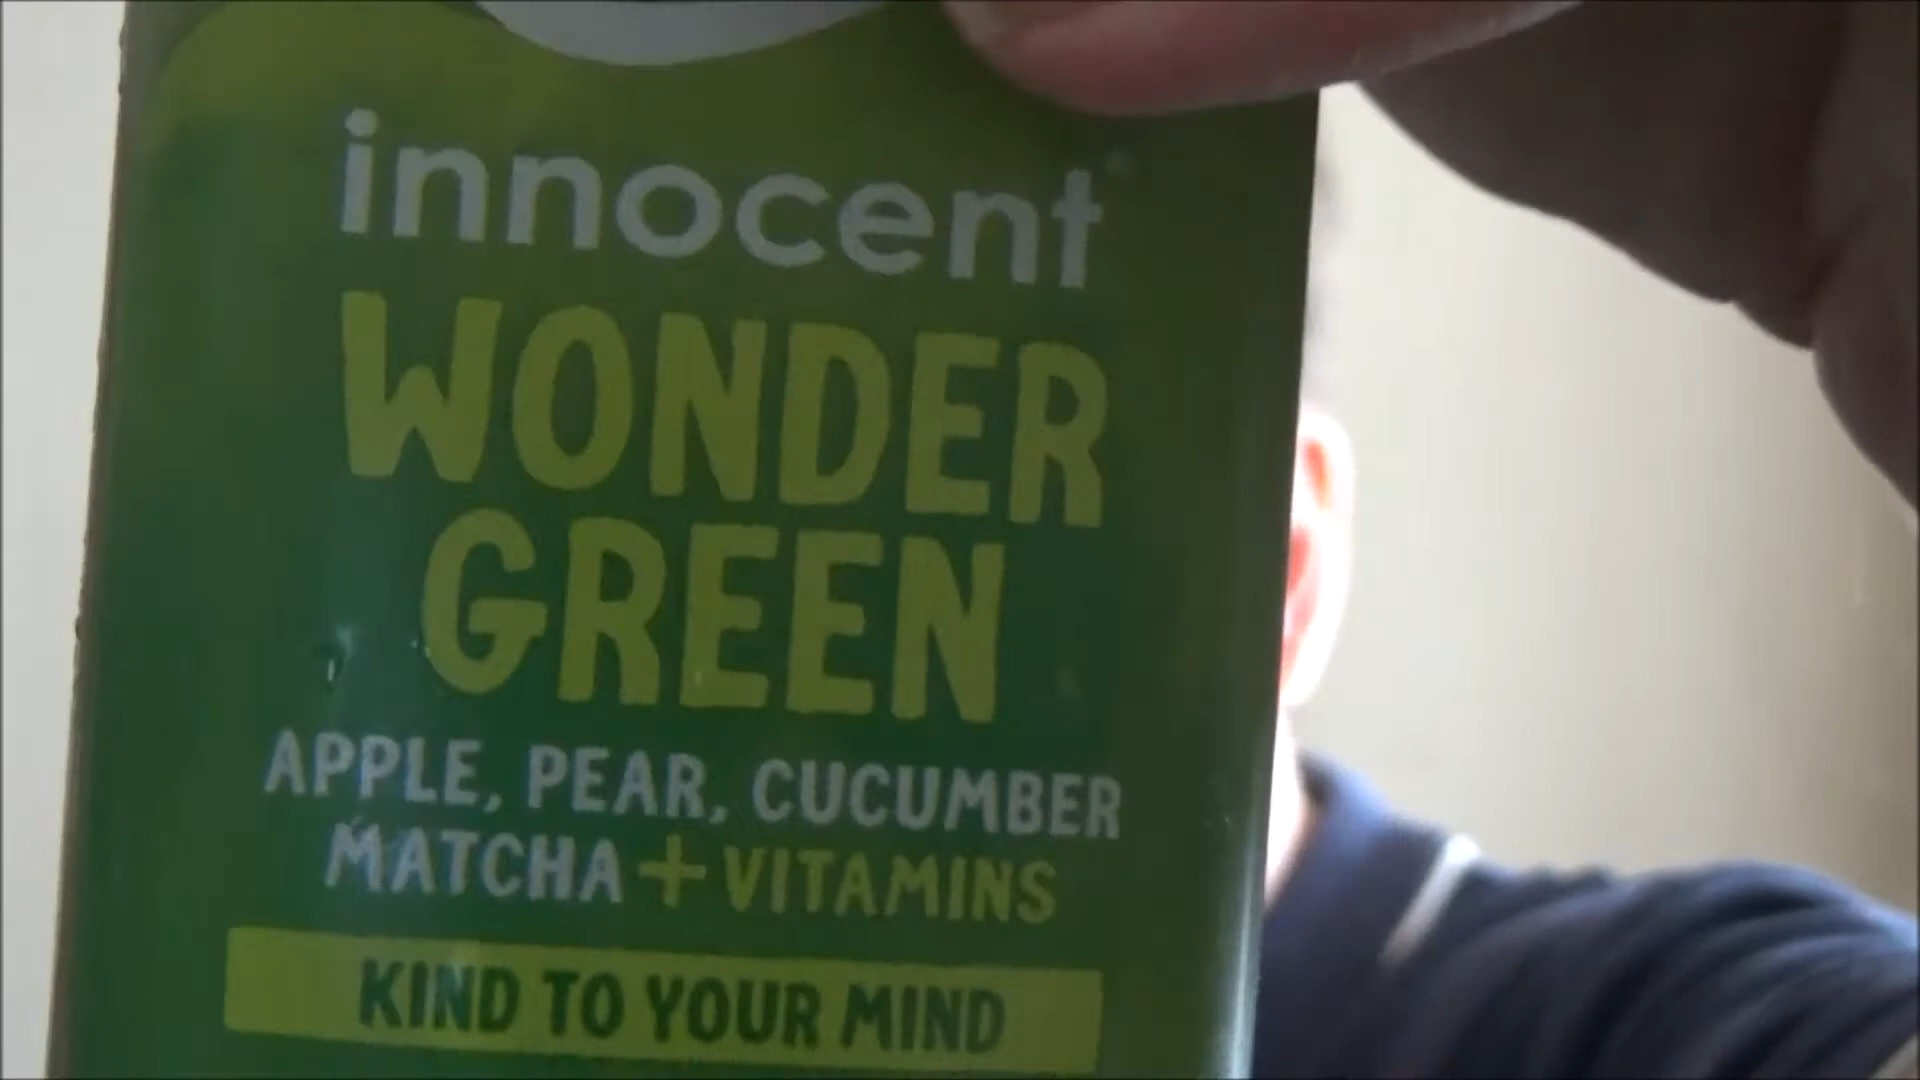 innocent
WONDER
GREEN
APPLE, PEAR, CUCUMBER
MATCHA + VITAMINS
KIND TO YOUR MIND